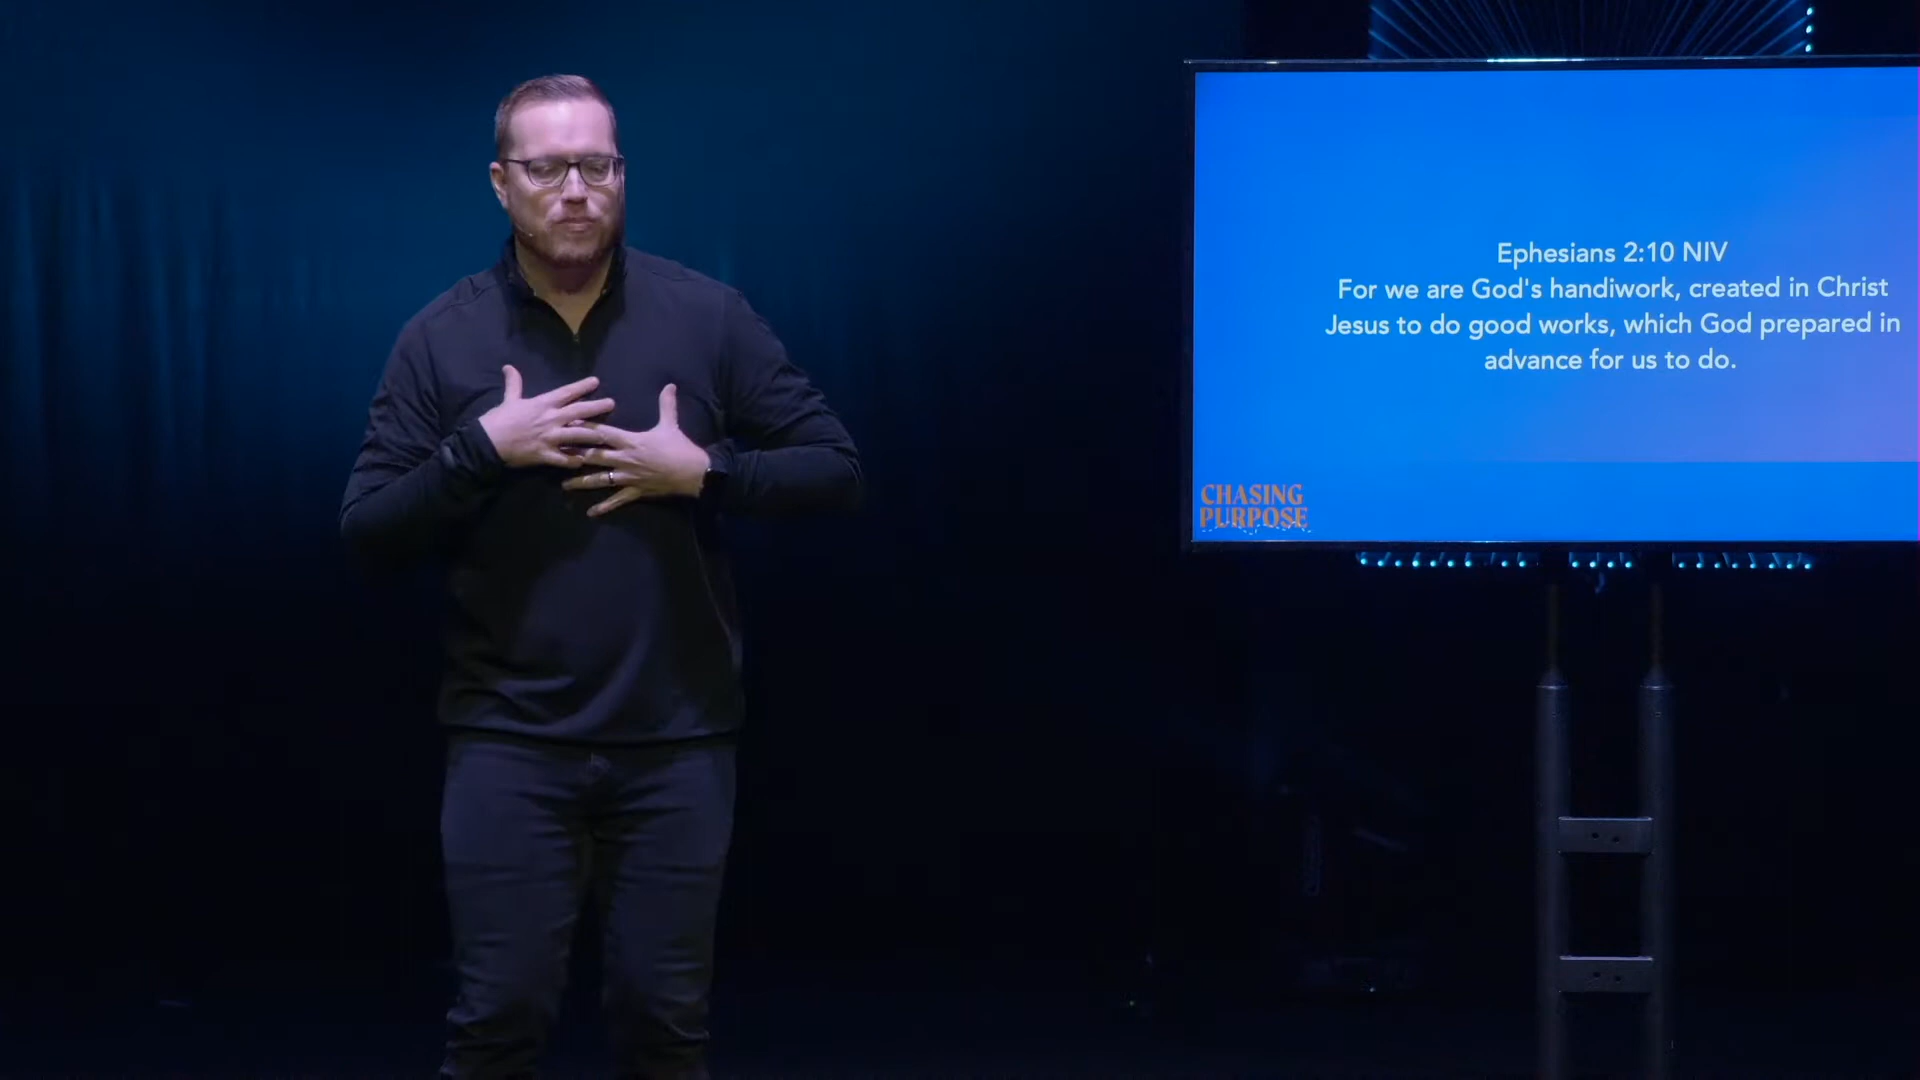 Ephesians 2:10 NIV
For we are God's handiwork, created in Christ
Jesus to do good works, which God prepared in
advance for us to do.
CHASING
PURPOSE